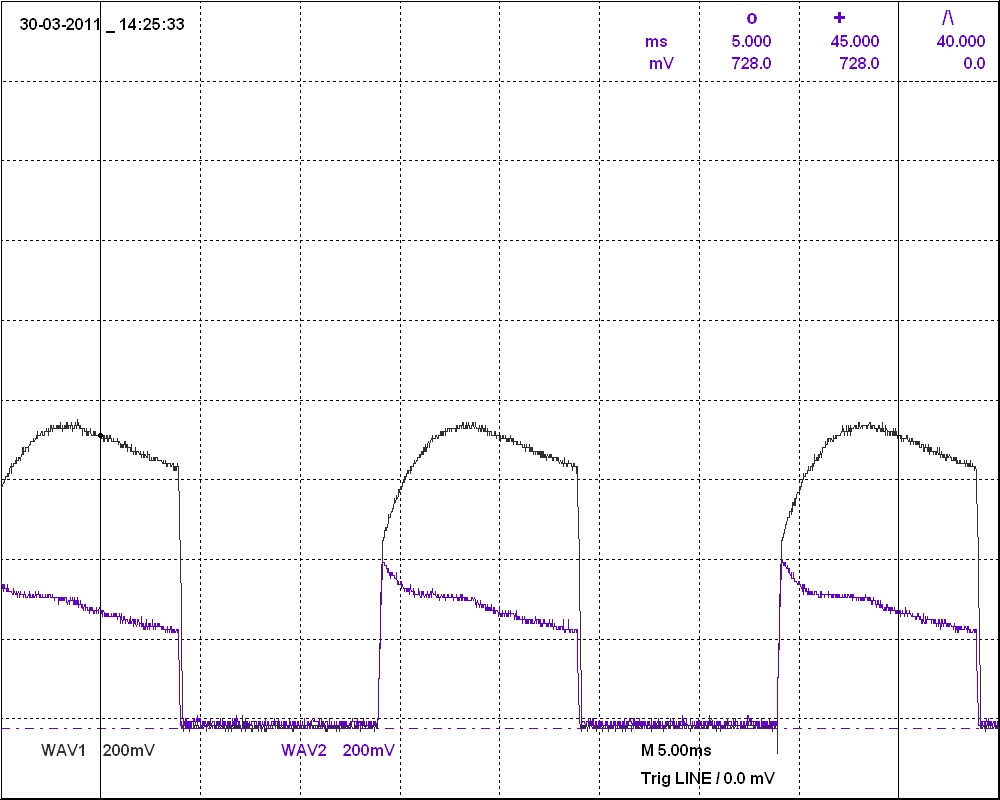 30-03-2011 _ 14:25:33
o + /\
ms 5.000 45.000 40.000
mV 728.0 728.0 0.0
WAV1 200mV WAV2 200mV M 5.00ms
Trig LINE / 0.0 mV